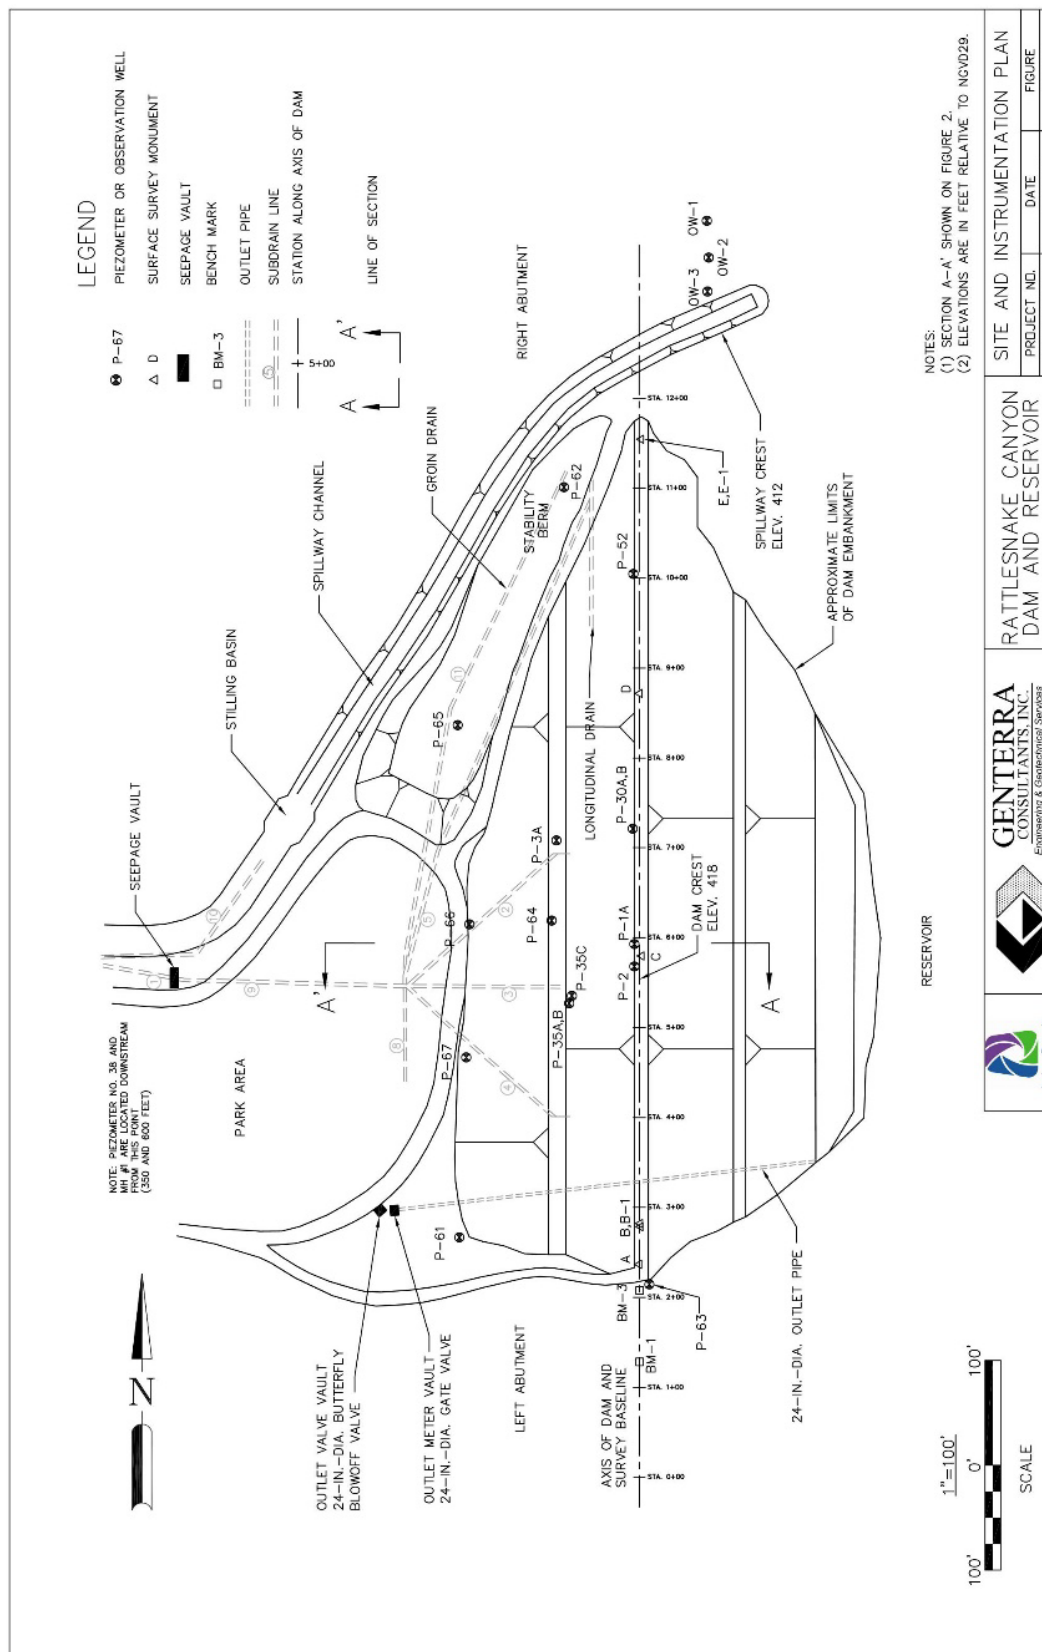 LEGEND
P-67
PIEZOMETER OR OBSERVATION WELL
D
SURFACE SURVEY MONUMENT
SEEPAGE VAULT
BM-3
BENCH MARK
OUTLET PIPE
5
SUBDRAIN LINE
5+00
STATION ALONG AXIS OF DAM
A A'
LINE OF SECTION
NOTE: PIEZOMETER NO. 38 AND
MH #1 ARE LOCATED DOWNSTREAM
FROM THIS POINT
(350 AND 600 FEET)
SEEPAGE VAULT
STILLING BASIN
SPILLWAY CHANNEL
GROIN DRAIN
RIGHT ABUTMENT
PARK AREA
N
1
10
9
8
5
11
2
3
4
A'
OUTLET VALVE VAULT
24-IN.-DIA. BUTTERFLY
BLOWOFF VALVE
OUTLET METER VAULT
24-IN.-DIA. GATE VALVE
P-61
P-67
P-66
P-65
STABILITY
BERM
P-62
LEFT ABUTMENT
P-35A,B
P-35C
P-64
P-3A
LONGITUDINAL DRAIN
AXIS OF DAM AND
SURVEY BASELINE
BM-1
BM-3
A
B,B-1
P-2
P-1A
P-30A,B
D
P-52
OW-3
OW-2
OW-1
STA. 0+00
STA. 1+00
STA. 2+00
STA. 3+00
STA. 4+00
STA. 5+00
STA. 6+00
STA. 7+00
STA. 8+00
STA. 9+00
STA. 10+00
STA. 11+00
STA. 12+00
C
P-63
DAM CREST
ELEV. 418
E,E-1
SPILLWAY CREST
ELEV. 412
A
24-IN.-DIA. OUTLET PIPE
APPROXIMATE LIMITS
OF DAM EMBANKMENT
RESERVOIR
NOTES:
(1) SECTION A-A' SHOWN ON FIGURE 2.
(2) ELEVATIONS ARE IN FEET RELATIVE TO NGVD29.
1"=100'
100' 0' 100'
SCALE
GENTERRA
CONSULTANTS, INC.
Engineering & Geotechnical Services
RATTLESNAKE CANYON
DAM AND RESERVOIR
SITE AND INSTRUMENTATION PLAN
PROJECT NO.
DATE
FIGURE